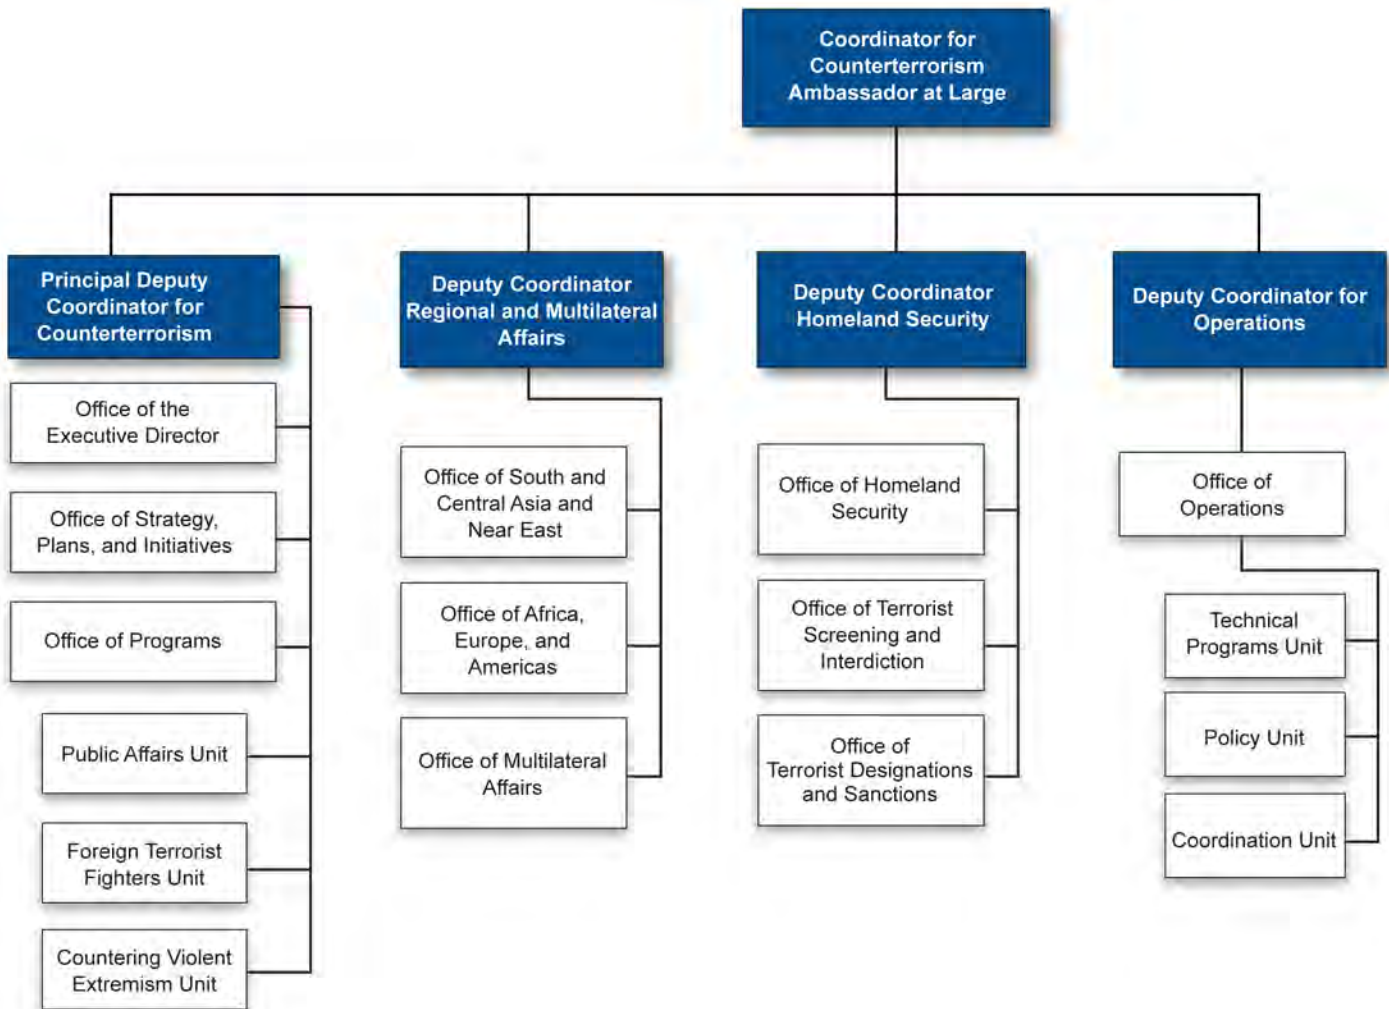 Coordinator for
Counterterrorism
Ambassador at Large
Principal Deputy
Coordinator for
Counterterrorism
Office of the
Executive Director
Office of Strategy,
Plans, and Initiatives
Office of Programs
Public Affairs Unit
Foreign Terrorist
Fighters Unit
Countering Violent
Extremism Unit
Deputy Coordinator
Regional and Multilateral
Affairs
Office of South and
Central Asia and
Near East
Office of Africa,
Europe, and
Americas
Office of Multilateral
Affairs
Deputy Coordinator
Homeland Security
Office of Homeland
Security
Office of Terrorist
Screening and
Interdiction
Office of
Terrorist Designations
and Sanctions
Deputy Coordinator for
Operations
Office of
Operations
Technical
Programs Unit
Policy Unit
Coordination Unit